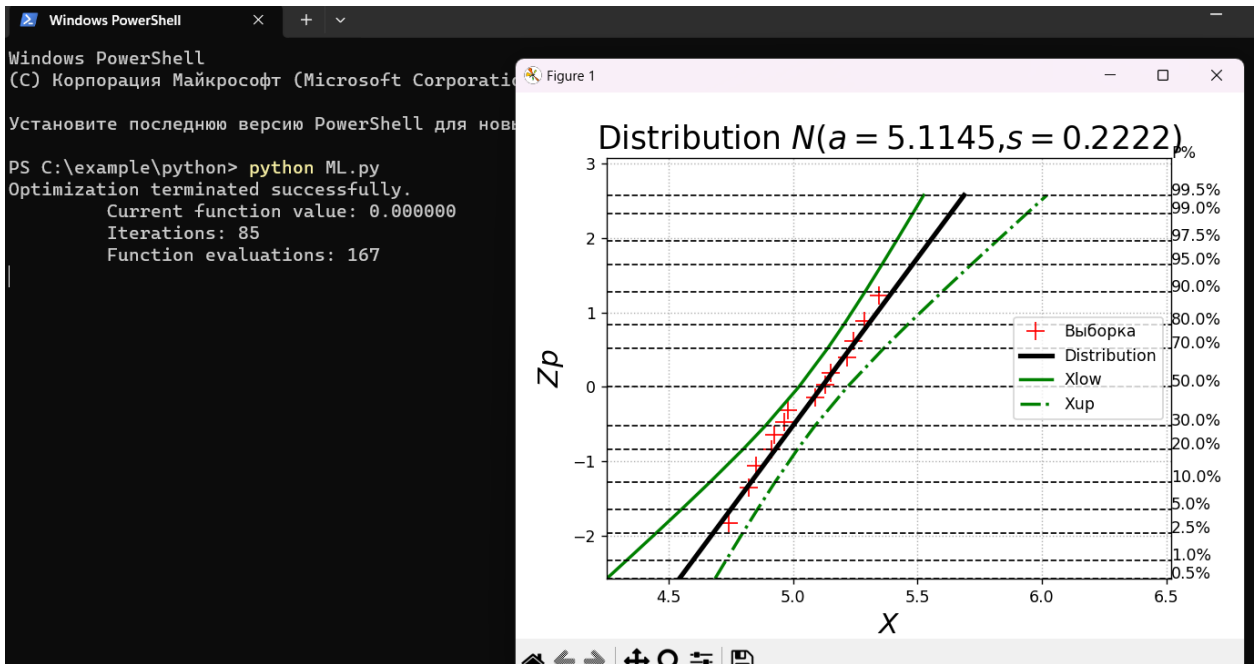 Windows PowerShell
Windows PowerShell
(C) Корпорация Майкрософт (Microsoft Corporatio
Установите последнюю версию PowerShell для новы
PS C:\example\python> python ML.py
Optimization terminated successfully.
Current function value: 0.000000
Iterations: 85
Function evaluations: 167
Figure 1
Distribution N(a = 5.1145,s = 0.2222)
P%
3
2
1
0
−1
−2
Zp
99.5%
99.0%
97.5%
95.0%
90.0%
80.0%
70.0%
50.0%
30.0%
20.0%
10.0%
5.0%
2.5%
1.0%
0.5%
Выборка
Distribution
Xlow
Xup
4.5 5.0 5.5 6.0 6.5
X